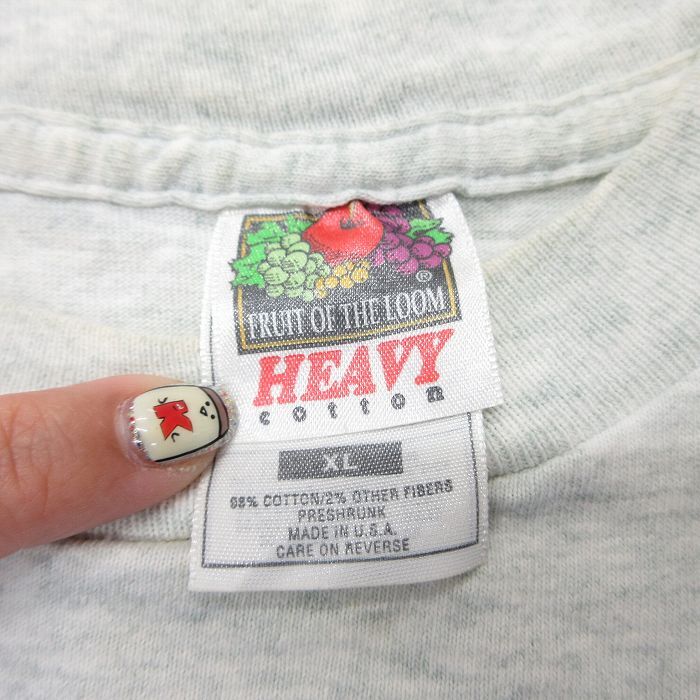 FRUIT OF THE LOOM
®
HEAVY
cotton
XL
98% COTTON/2% OTHER FIBERS
PRESHRUNK
MADE IN U.S.A.
CARE ON REVERSE
K